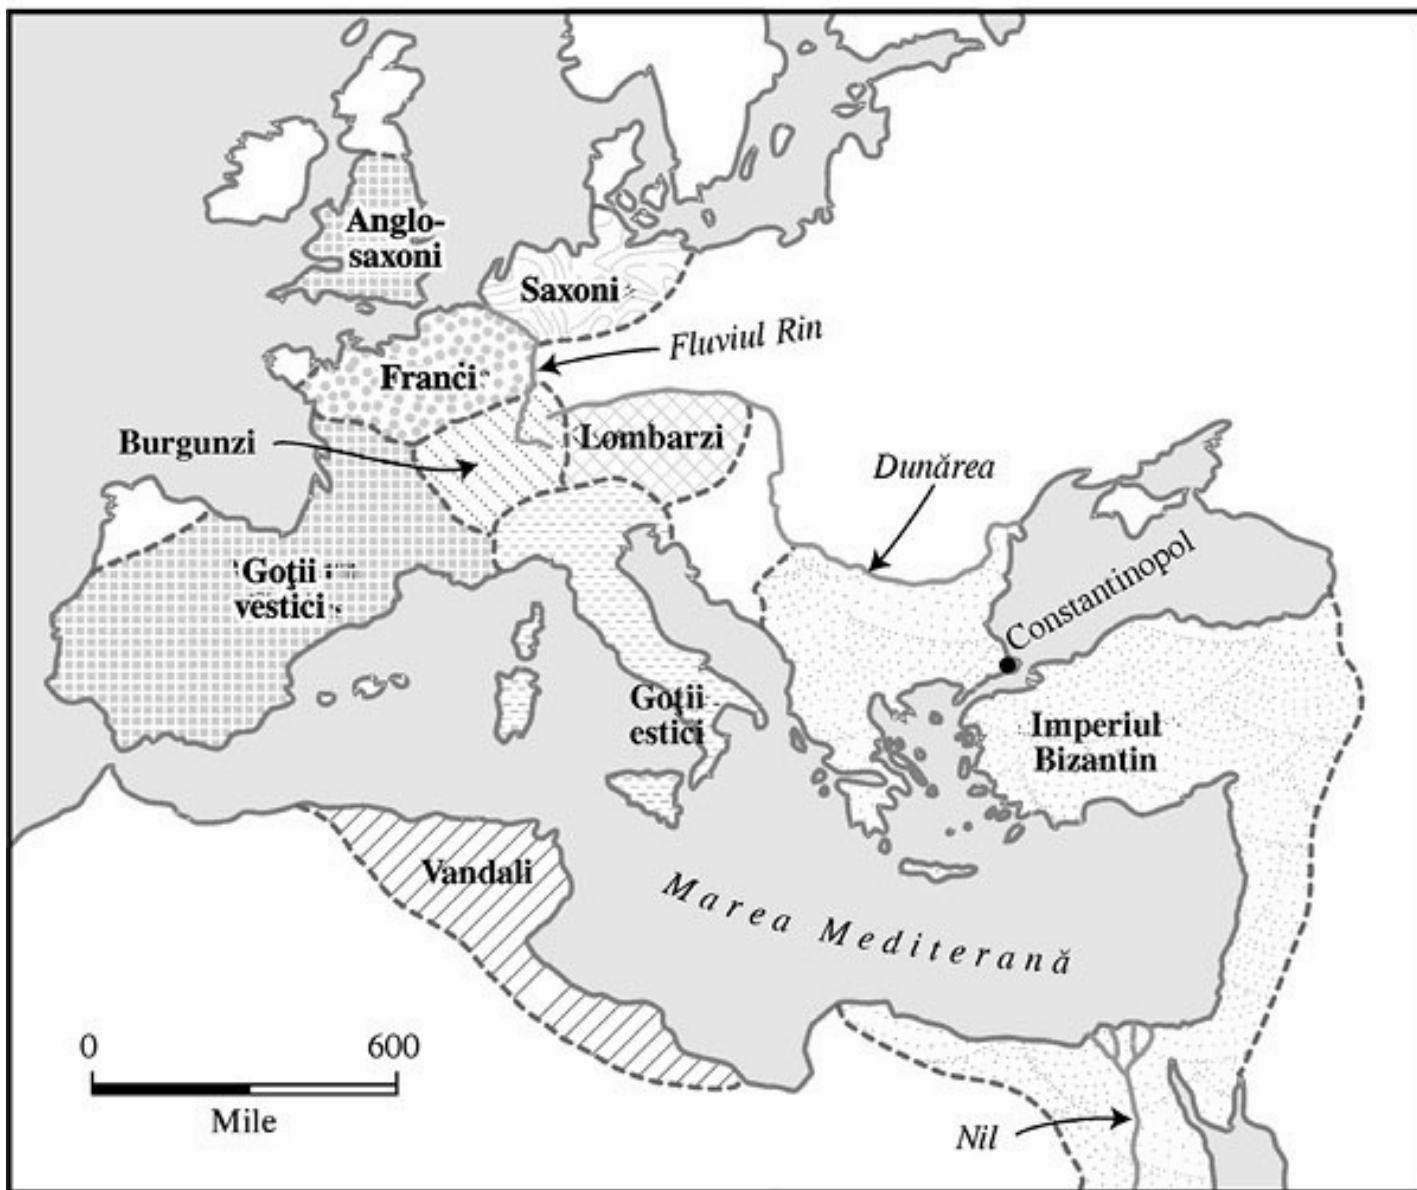 Anglo-
saxoni
Saxoni
Fluviul Rin
Franci
Burgunzi
Lombarzi
Dunărea
Constantinopol
Goţii
vestici
Goţii
estici
Imperiul
Bizantin
Vandali
Marea Mediterană
0 600
Mile
Nil